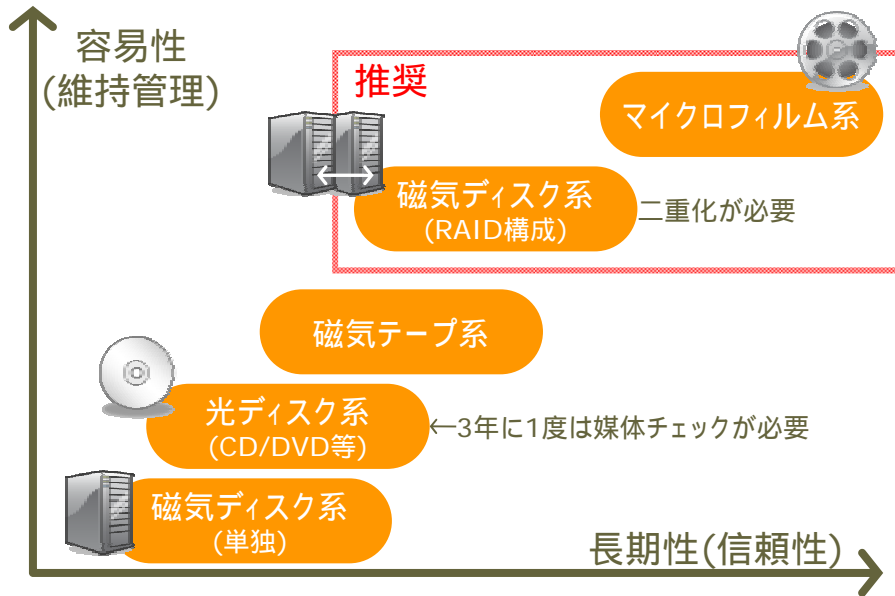 容易性
(維持管理)
推奨
マイクロフィルム系
磁気ディスク系
(RAID構成)
二重化が必要
磁気テープ系
光ディスク系
(CD/DVD等)
←3年に1度は媒体チェックが必要
磁気ディスク系
(単独)
長期性(信頼性)